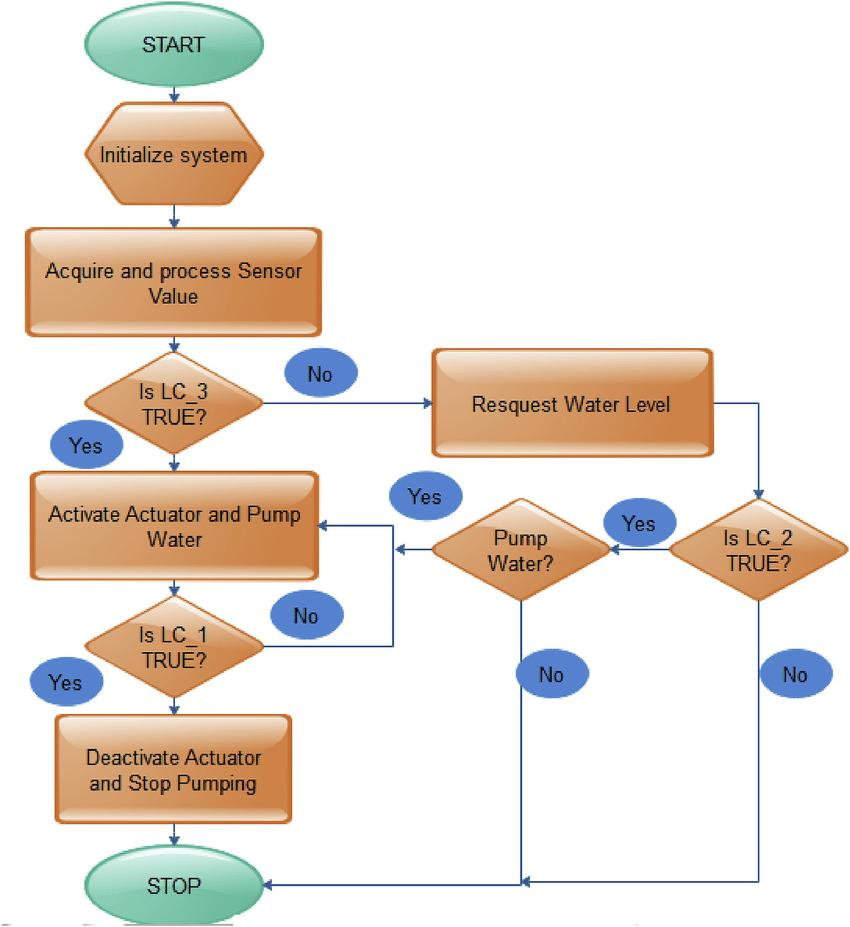 START
Initialize system
Acquire and process Sensor
Value
Is LC_3
TRUE?
No
Yes
Resquest Water Level
Activate Actuator and Pump
Water
Yes
Pump
Water?
Yes
Is LC_2
TRUE?
Is LC_1
TRUE?
No
Yes
No
No
Deactivate Actuator
and Stop Pumping
STOP